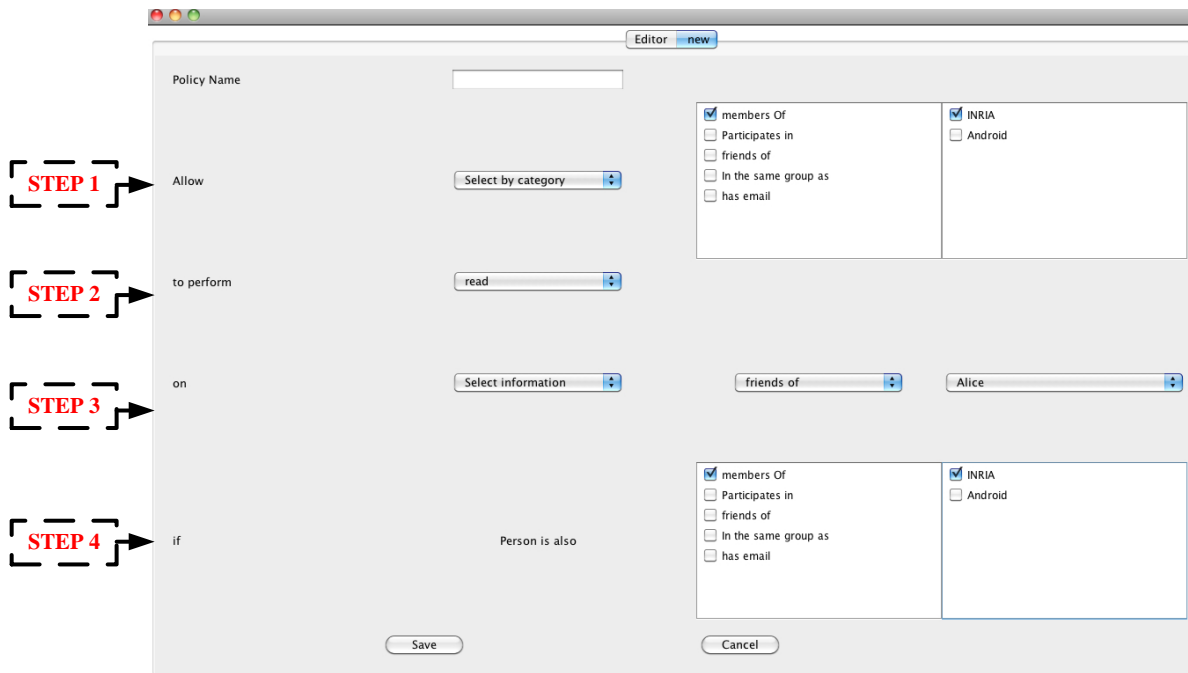 Editor new
Policy Name
members Of
Participates in
friends of
In the same group as
has email
INRIA
Android
STEP 1
Allow
Select by category
STEP 2
to perform
read
STEP 3
on
Select information
friends of
Alice
members Of
Participates in
friends of
In the same group as
has email
INRIA
Android
STEP 4
if
Person is also
Save
Cancel